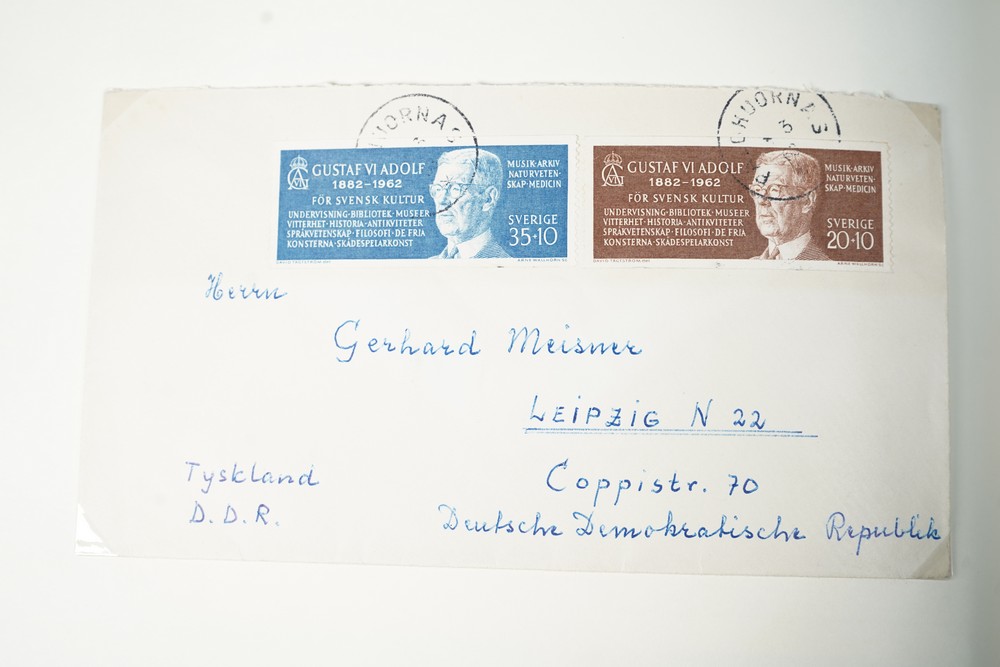 GUSTAF VI ADOLF
1882–1962
FÖR SVENSK KULTUR
UNDERVISNING·BIBLIOTEK·MUSEER
VITTERHET·HISTORIA·ANTIKVITETER
SPRÅKVETENSKAP·FILOSOFI·DE FRIA
KONSTERNA·SKÅDESPELARKONST
MUSIK·ARKIV
NATURVETEN-
SKAP·MEDICIN
SVERIGE
35+10
GUSTAF VI ADOLF
1882–1962
FÖR SVENSK KULTUR
UNDERVISNING·BIBLIOTEK·MUSEER
VITTERHET·HISTORIA·ANTIKVITETER
SPRÅKVETENSKAP·FILOSOFI·DE FRIA
KONSTERNA·SKÅDESPELARKONST
MUSIK·ARKIV
NATURVETEN-
SKAP·MEDICIN
SVERIGE
20+10
Herrn
Gerhard Meisner
LEIPZIG N 22
Coppistr. 70
Deutsche Demokratische Republik
Tyskland
D.D.R.